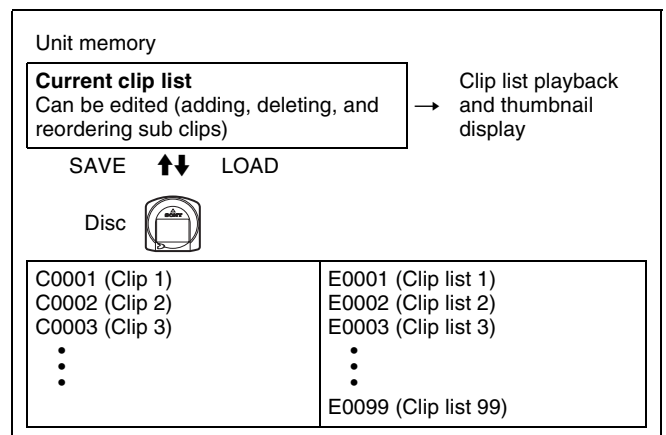 Unit memory
Current clip list
Can be edited (adding, deleting, and
reordering sub clips)
→
Clip list playback
and thumbnail
display
SAVE
LOAD
Disc
SONY
C0001 (Clip 1)
C0002 (Clip 2)
C0003 (Clip 3)
•
•
•
E0001 (Clip list 1)
E0002 (Clip list 2)
E0003 (Clip list 3)
•
•
•
E0099 (Clip list 99)